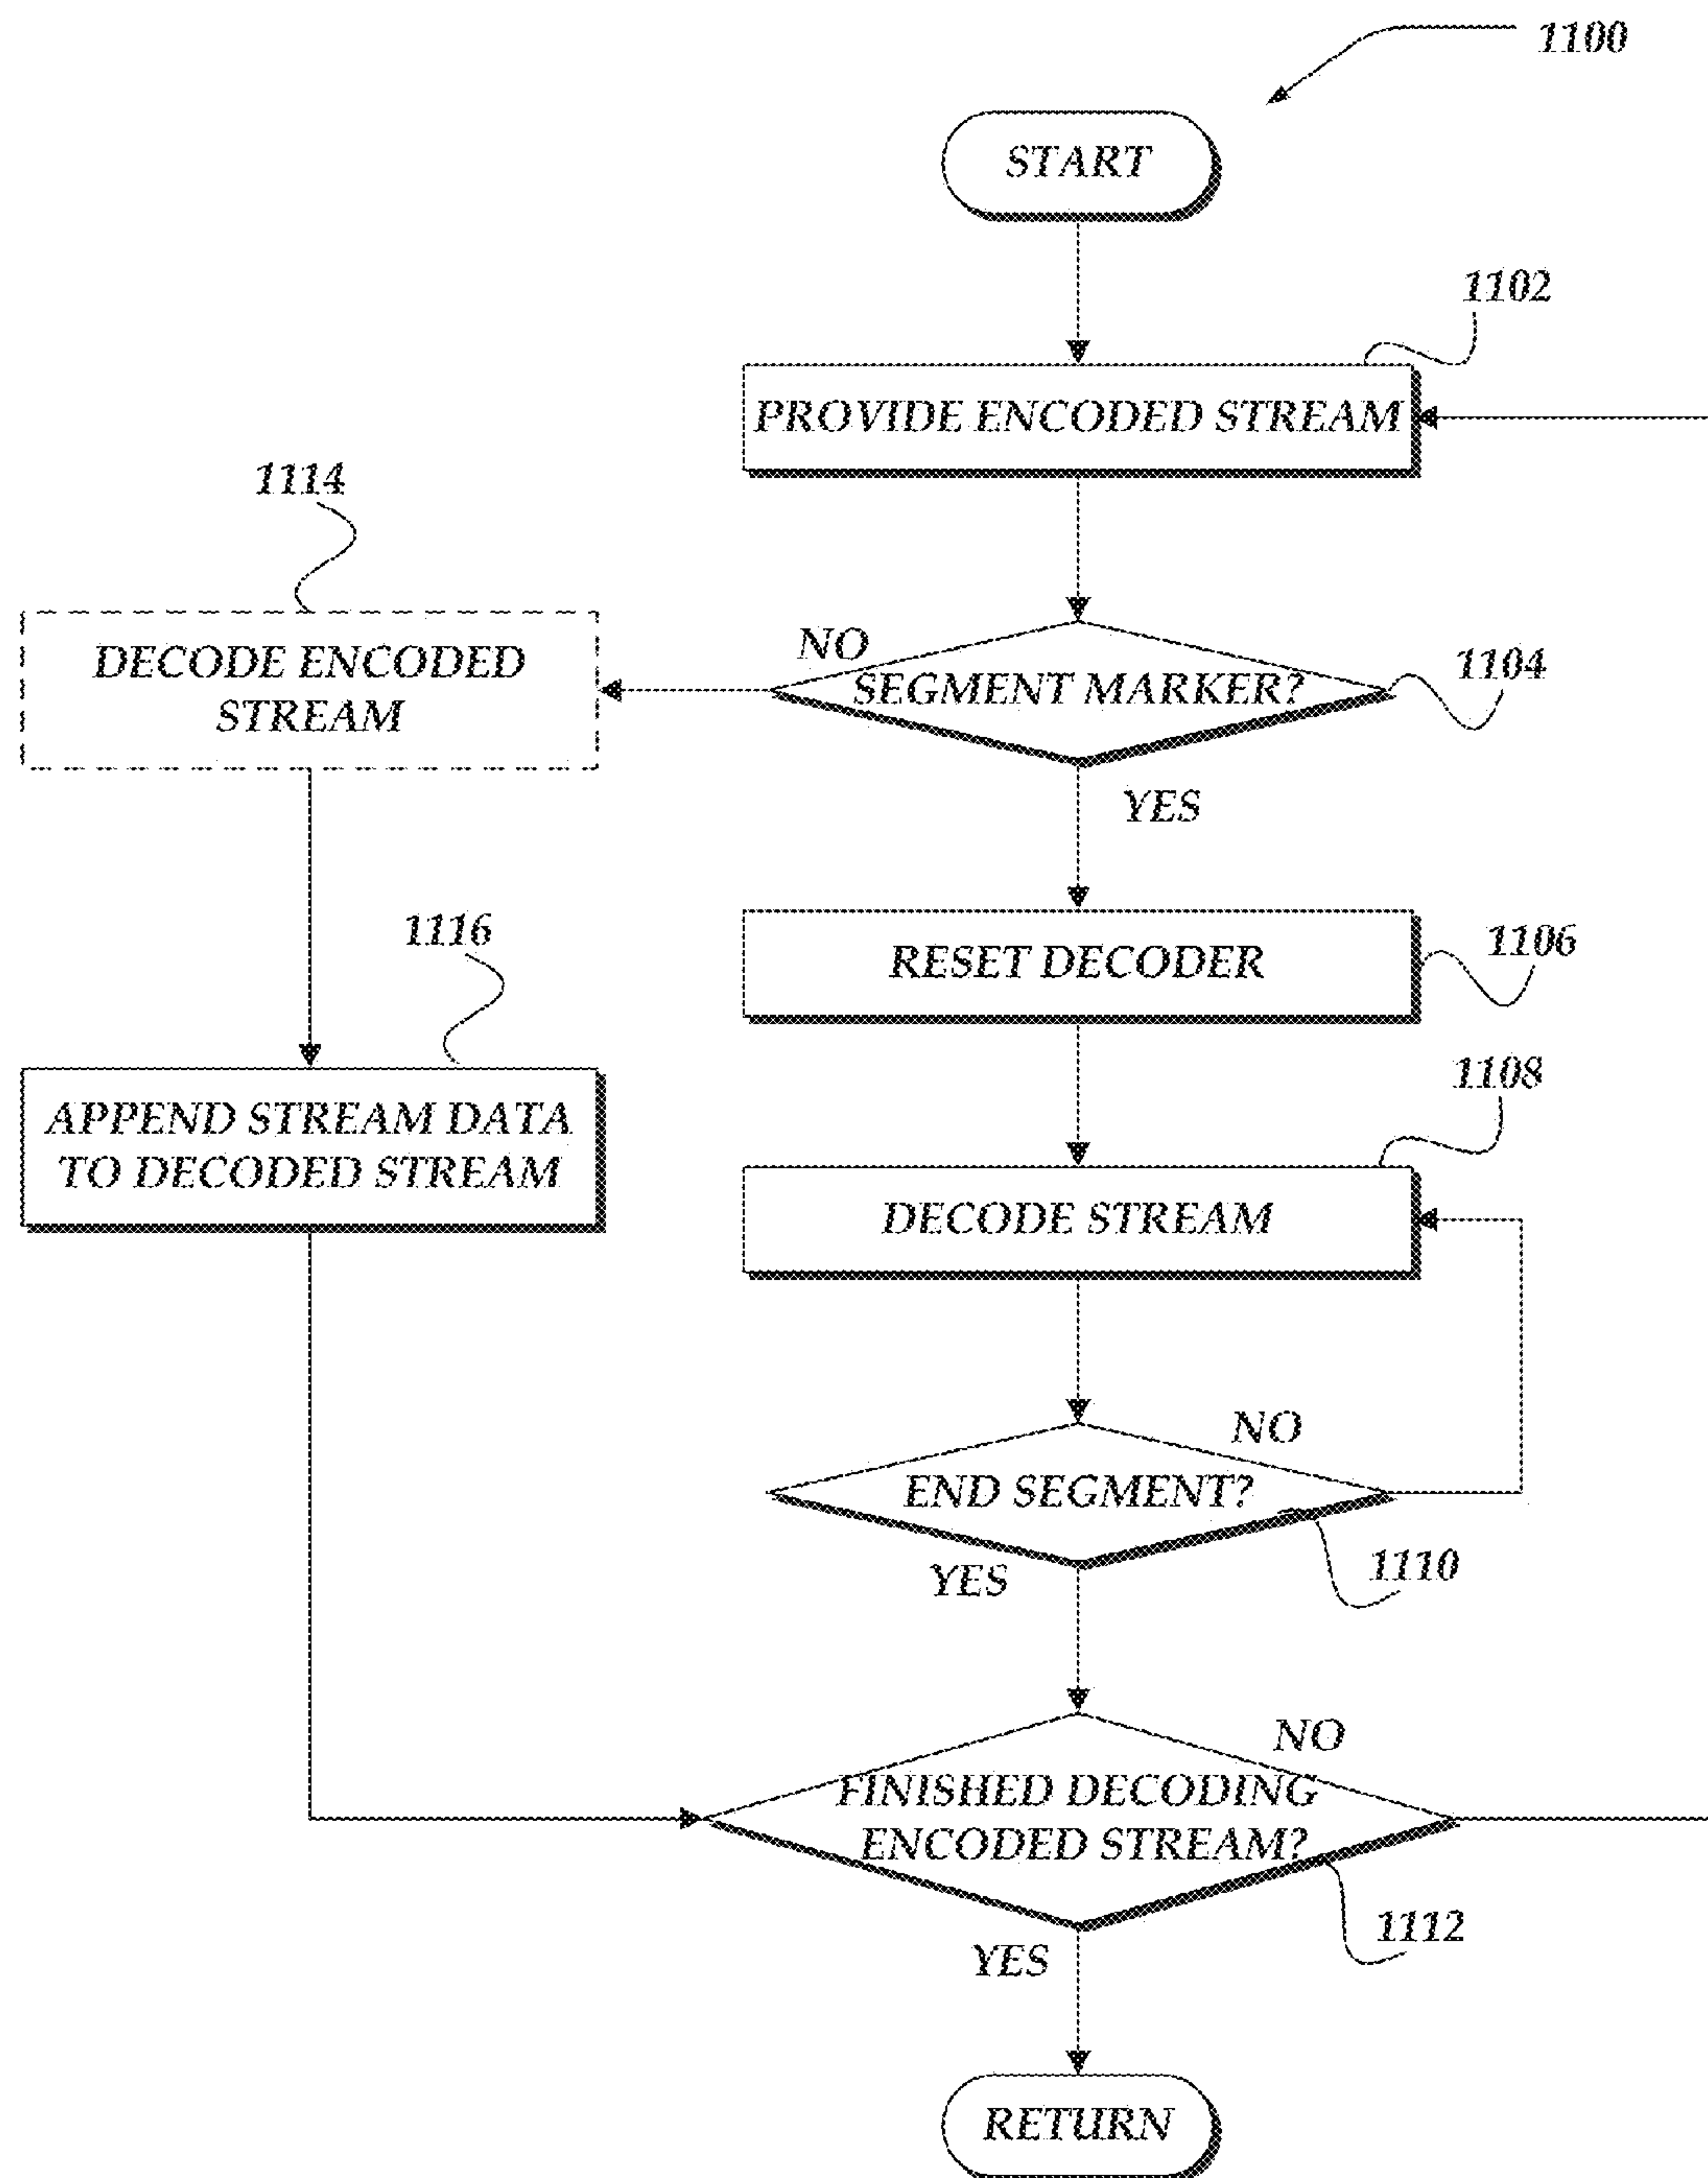 1100
START
1102
PROVIDE ENCODED STREAM
1114
DECODE ENCODED
STREAM
NO
SEGMENT MARKER?
1104
YES
1116
RESET DECODER
1106
APPEND STREAM DATA
TO DECODED STREAM
1108
DECODE STREAM
NO
END SEGMENT?
YES
1110
NO
FINISHED DECODING
ENCODED STREAM?
1112
YES
RETURN